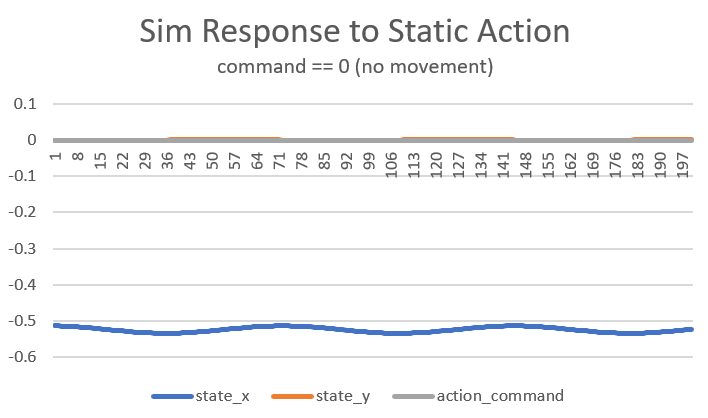 Sim Response to Static Action
command == 0 (no movement)
0.1
0
-0.1
-0.2
-0.3
-0.4
-0.5
-0.6
1 8 15 22 29 36 43 50 57 64 71 78 85 92 99 106 113 120 127 134 141 148 155 162 169 176 183 190 197
state_x state_y action_command